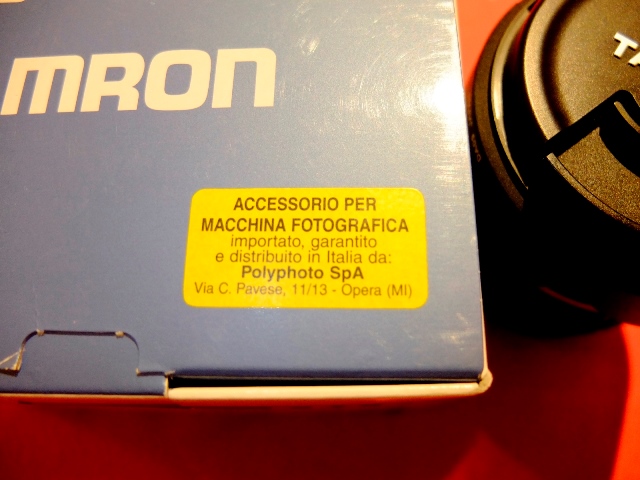 MRON
TA
ACCESSORIO PER
MACCHINA FOTOGRAFICA
importato, garantito
e distribuito in Italia da:
Polyphoto SpA
Via C. Pavese, 11/13 - Opera (MI)